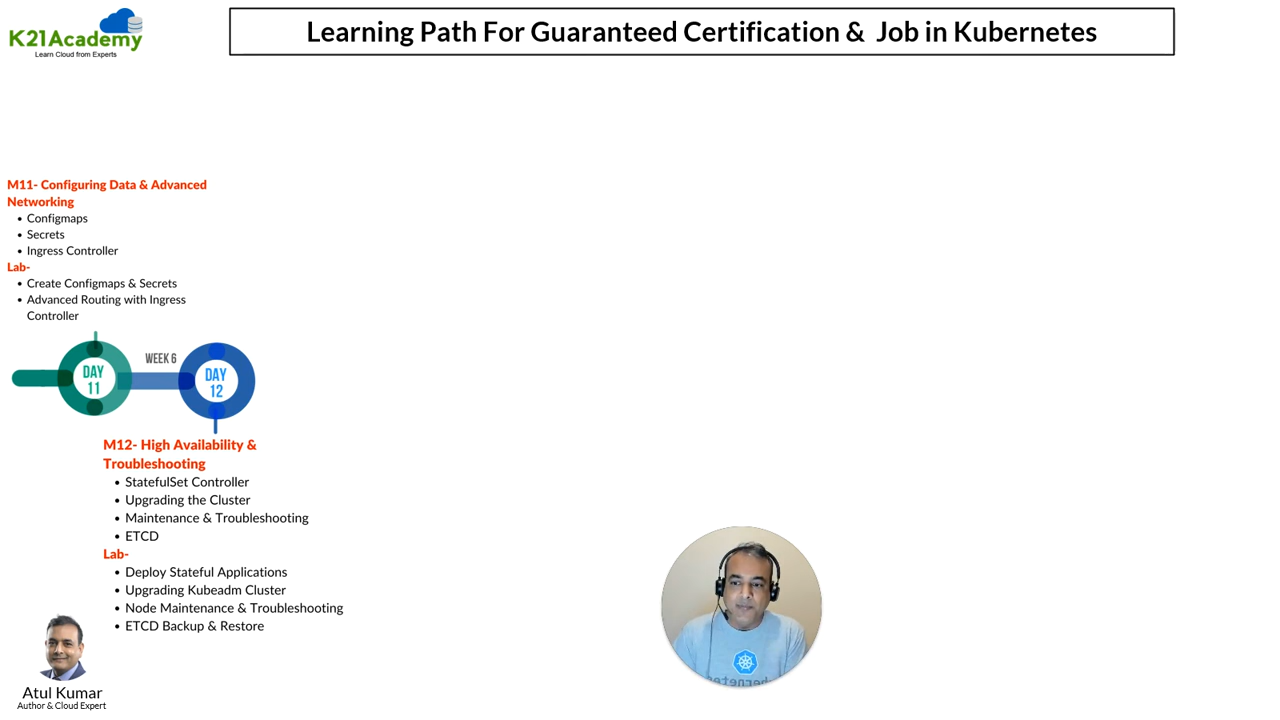 K21Academy
Learn Cloud from Experts
Learning Path For Guaranteed Certification & Job in Kubernetes
M11- Configuring Data & Advanced
Networking
• Configmaps
• Secrets
• Ingress Controller
Lab-
• Create Configmaps & Secrets
• Advanced Routing with Ingress
Controller
DAY
11
WEEK 6
DAY
12
M12- High Availability &
Troubleshooting
• StatefulSet Controller
• Upgrading the Cluster
• Maintenance & Troubleshooting
• ETCD
Lab-
• Deploy Stateful Applications
• Upgrading Kubeadm Cluster
• Node Maintenance & Troubleshooting
• ETCD Backup & Restore
Atul Kumar
Author & Cloud Expert